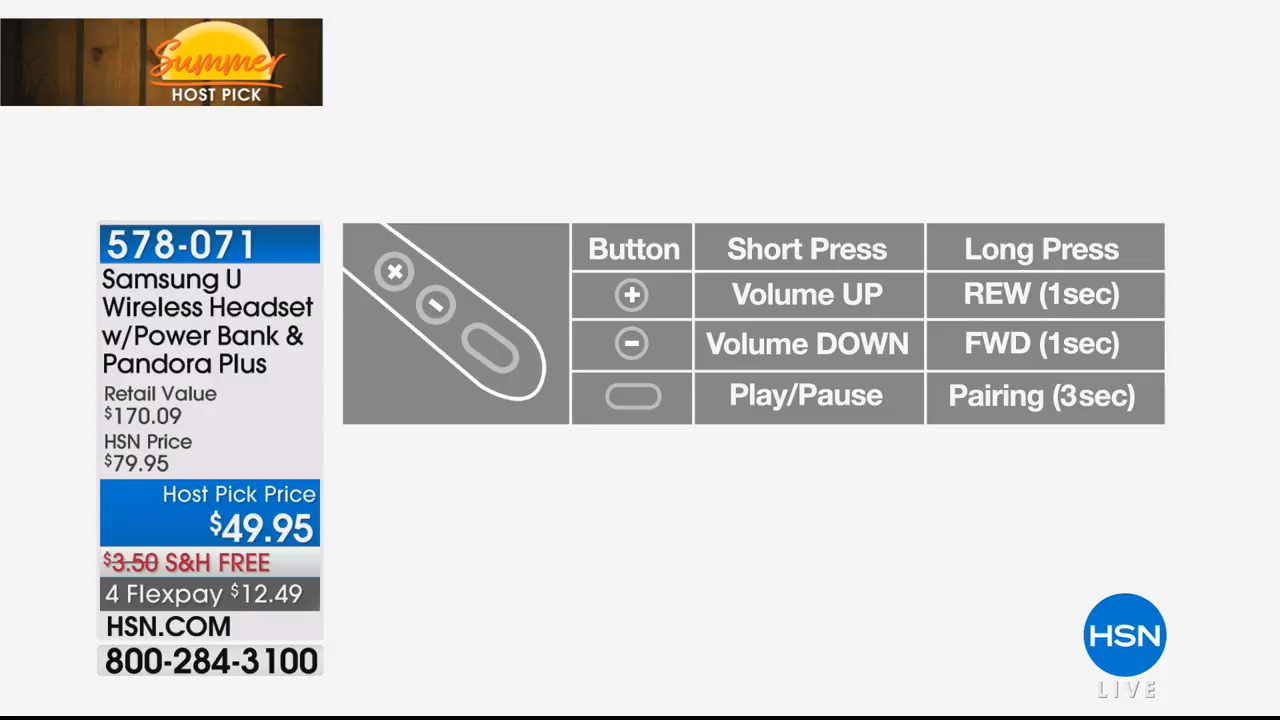 Summer
HOST PICK
578-071
Samsung U
Wireless Headset
w/Power Bank &
Pandora Plus
Retail Value
$170.09
HSN Price
$79.95
Host Pick Price
$49.95
$3.50 S&H FREE
4 Flexpay $12.49
HSN.COM
800-284-3100
Button Short Press Long Press
+ Volume UP REW (1sec)
- Volume DOWN FWD (1sec)
Play/Pause Pairing (3sec)
HSN
LIVE